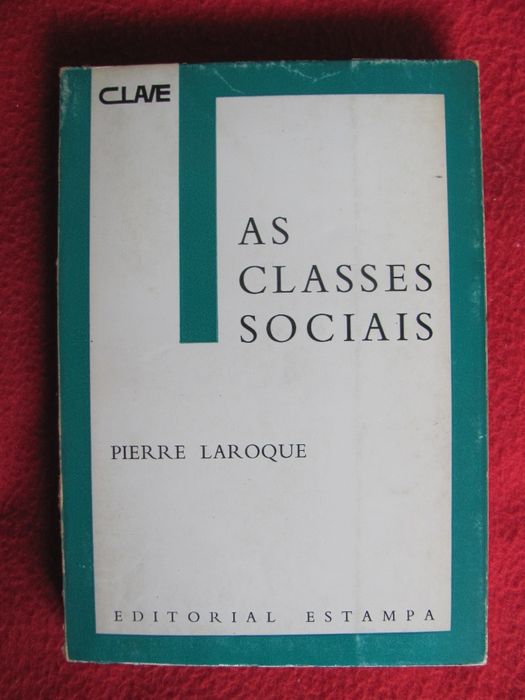 CLAVE
AS
CLASSES
SOCIAIS
PIERRE LAROQUE
EDITORIAL ESTAMPA